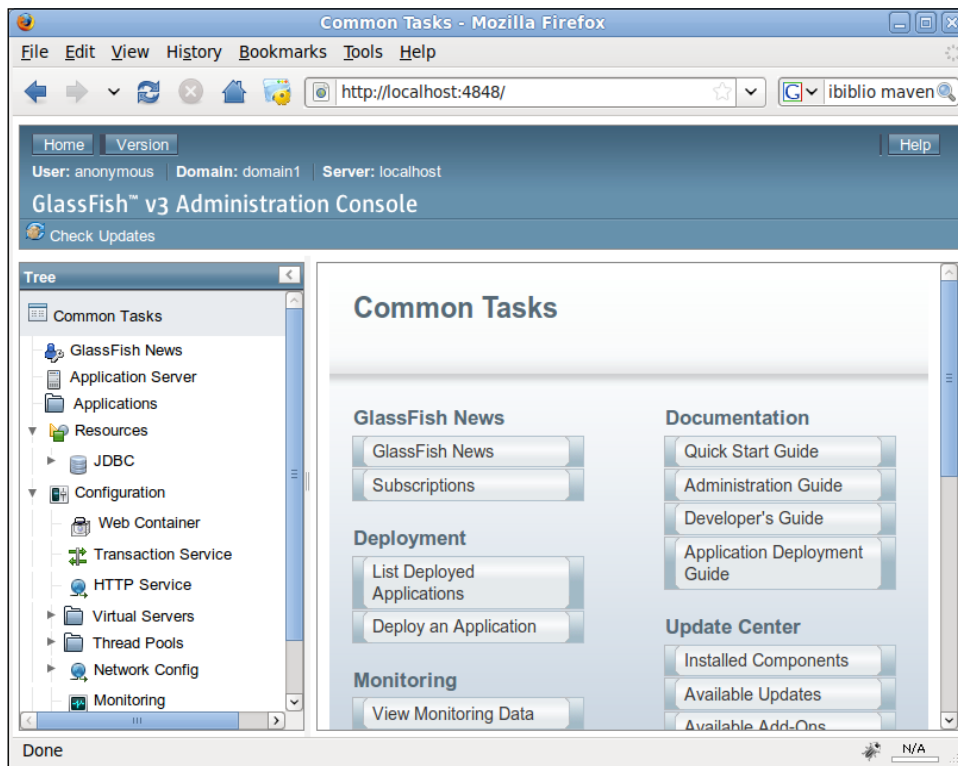 Common Tasks - Mozilla Firefox
File Edit View History Bookmarks Tools Help
http://localhost:4848/
G
ibiblio maven
Home
Version
Help
User: anonymous Domain: domain1 Server: localhost
GlassFish™ v3 Administration Console
Check Updates
Tree
Common Tasks
GlassFish News
Application Server
Applications
Resources
JDBC
Configuration
Web Container
Transaction Service
HTTP Service
Virtual Servers
Thread Pools
Network Config
Monitoring
Common Tasks
GlassFish News
GlassFish News
Subscriptions
Deployment
List Deployed
Applications
Deploy an Application
Monitoring
View Monitoring Data
Documentation
Quick Start Guide
Administration Guide
Developer's Guide
Application Deployment
Guide
Update Center
Installed Components
Available Updates
Available Add-Ons
Done
N/A